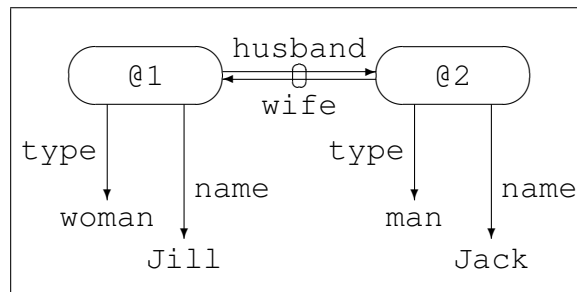 husband
@1 @2
wife
type type
name name
woman man
Jill Jack